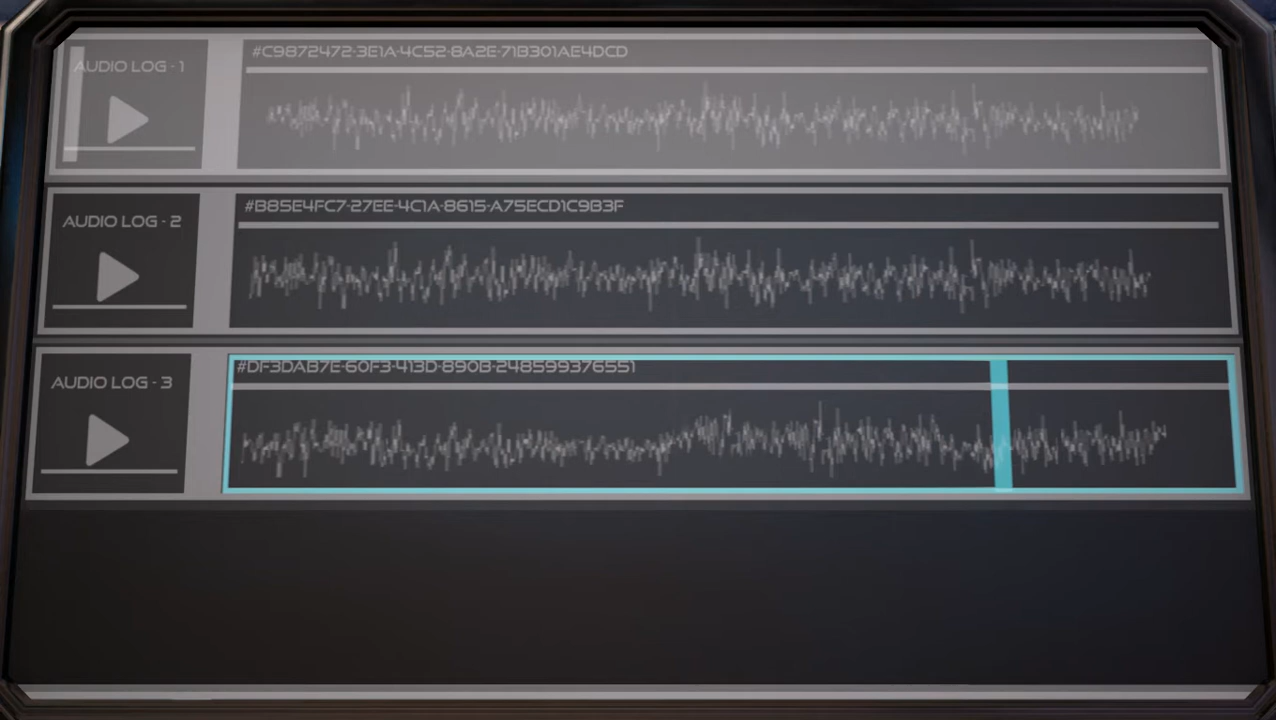 AUDIO LOG - 1
#C9872472-3E1A-4C52-8A2E-71B301AE4DCD
AUDIO LOG - 2
#B85E4FC7-27EE-4C1A-8615-A75ECD1C9B3F
AUDIO LOG - 3
#DF3DAB7E-60F3-413D-890B-248599376551